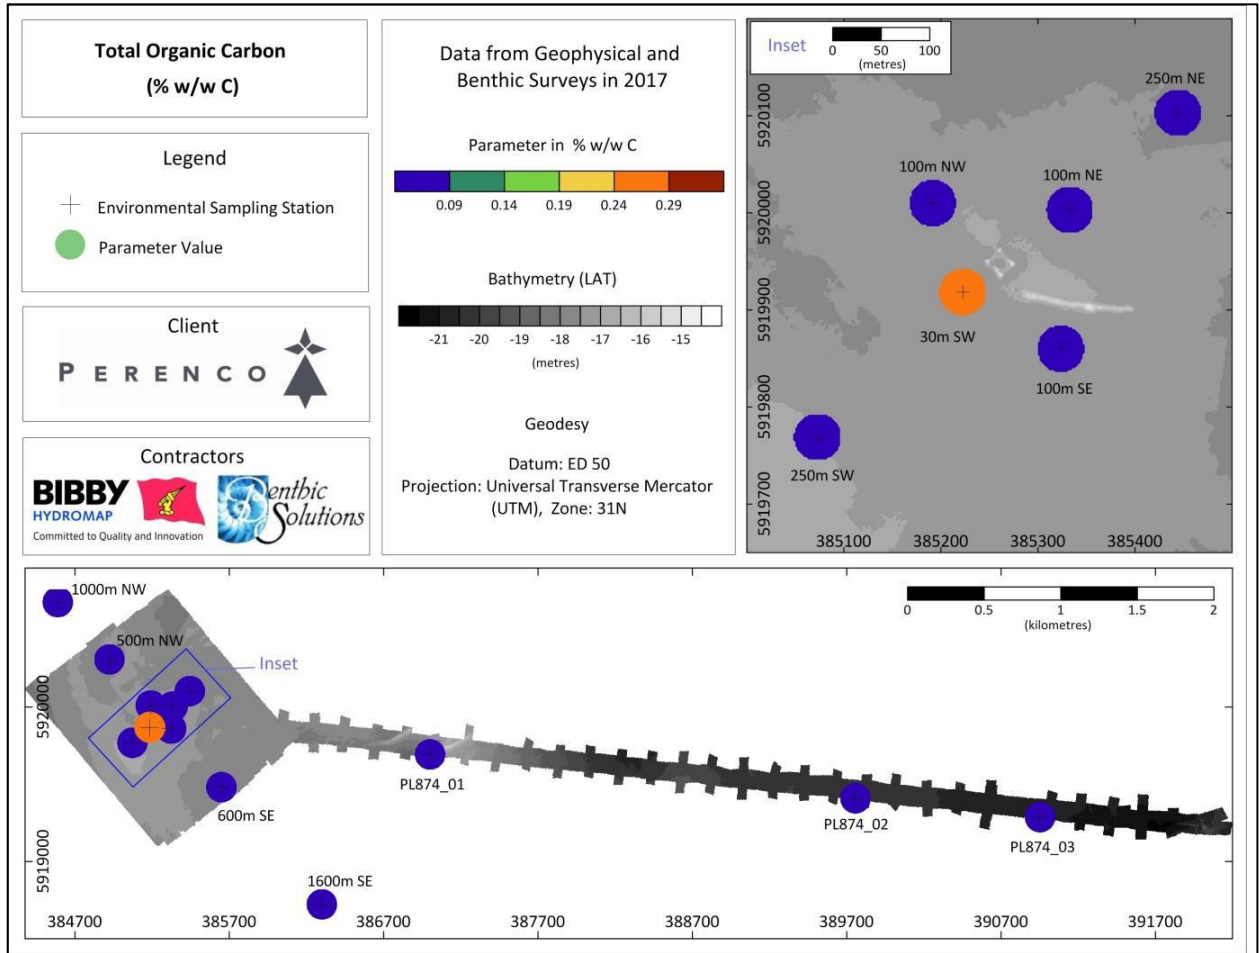 Total Organic Carbon
(% w/w C)
Legend
Environmental Sampling Station
Parameter Value
Client
PERENCO
Contractors
BIBBY
HYDROMAP
Committed to Quality and Innovation
Benthic
Solutions
Data from Geophysical and
Benthic Surveys in 2017
Parameter in % w/w C
0.09 0.14 0.19 0.24 0.29
Bathymetry (LAT)
-21 -20 -19 -18 -17 -16 -15
(metres)
Geodesy
Datum: ED 50
Projection: Universal Transverse Mercator
(UTM), Zone: 31N
Inset
0 50 100
(metres)
250m NE
5920100
100m NW
100m NE
5920000
5919900
30m SW
100m SE
5919800
250m SW
5919700
385100 385200 385300 385400
1000m NW
0 0.5 1 1.5 2
(kilometres)
500m NW
Inset
5920000
PL874_01
600m SE
PL874_02
PL874_03
5919000
1600m SE
384700 385700 386700 387700 388700 389700 390700 391700